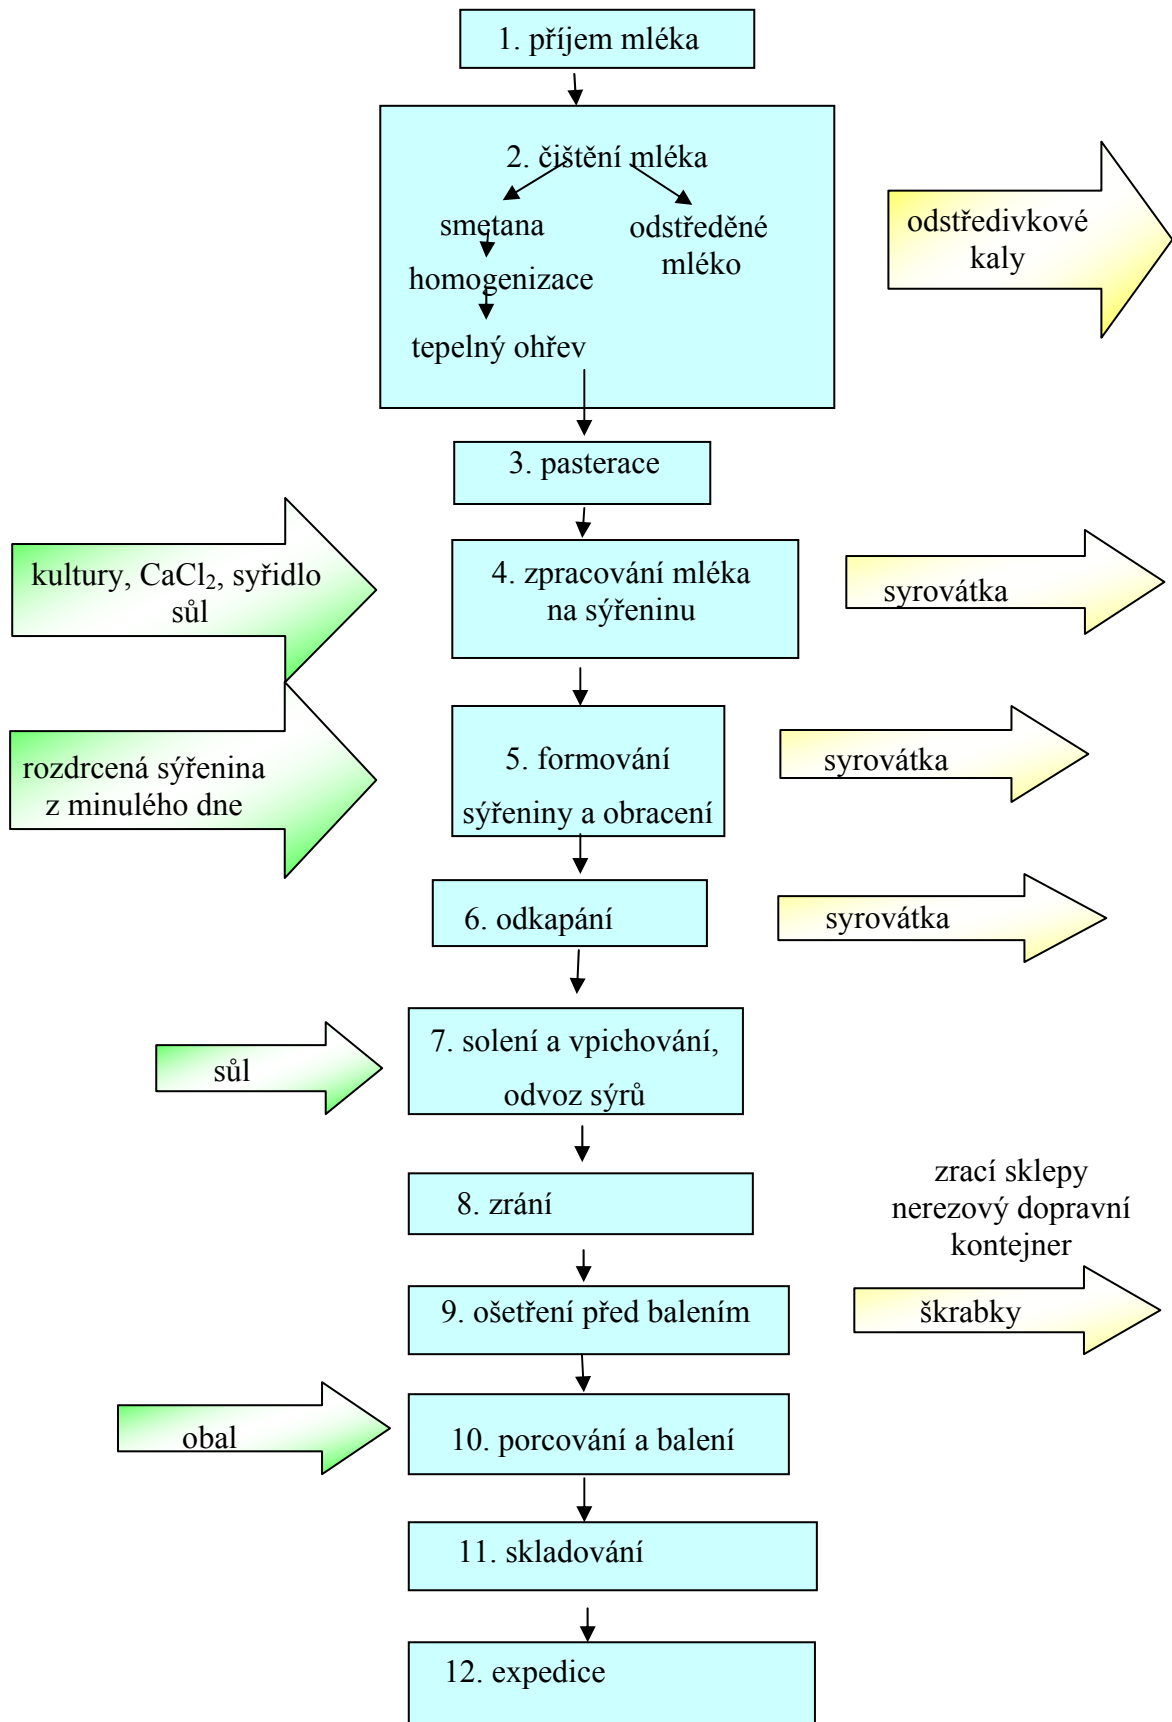 1. příjem mléka
2. čištění mléka
smetana
odstředěné
mléko
homogenizace
tepelný ohřev
odstředivkové
kaly
3. pasterace
kultury, CaCl₂, syřidlo
sůl
4. zpracování mléka
na sýřeninu
syrovátka
rozdrcená sýřenina
z minulého dne
5. formování
sýřeniny a obracení
syrovátka
6. odkapání
syrovátka
sůl
7. solení a vpichování,
odvoz sýrů
8. zrání
zrací sklepy
nerezový dopravní
kontejner
9. ošetření před balením
škrabky
obal
10. porcování a balení
11. skladování
12. expedice